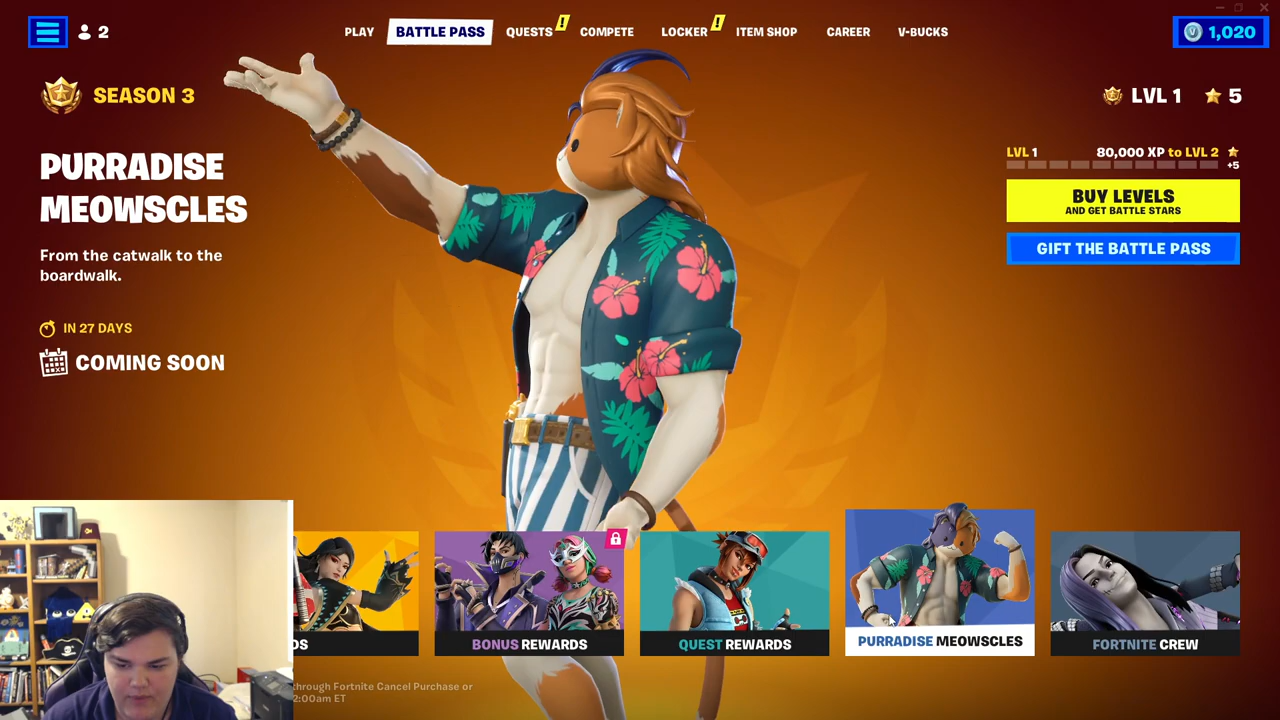 2
PLAY
BATTLE PASS
QUESTS
COMPETE
LOCKER
ITEM SHOP
CAREER
V-BUCKS
1,020
SEASON 3
LVL 1
5
PURRADISE
MEOWSCLES
From the catwalk to the
boardwalk.
IN 27 DAYS
COMING SOON
LVL 1
80,000 XP to LVL 2
+5
BUY LEVELS
AND GET BATTLE STARS
GIFT THE BATTLE PASS
DS
BONUS REWARDS
QUEST REWARDS
PURRADISE MEOWSCLES
FORTNITE CREW
through Fortnite Cancel Purchase or
2:00am ET